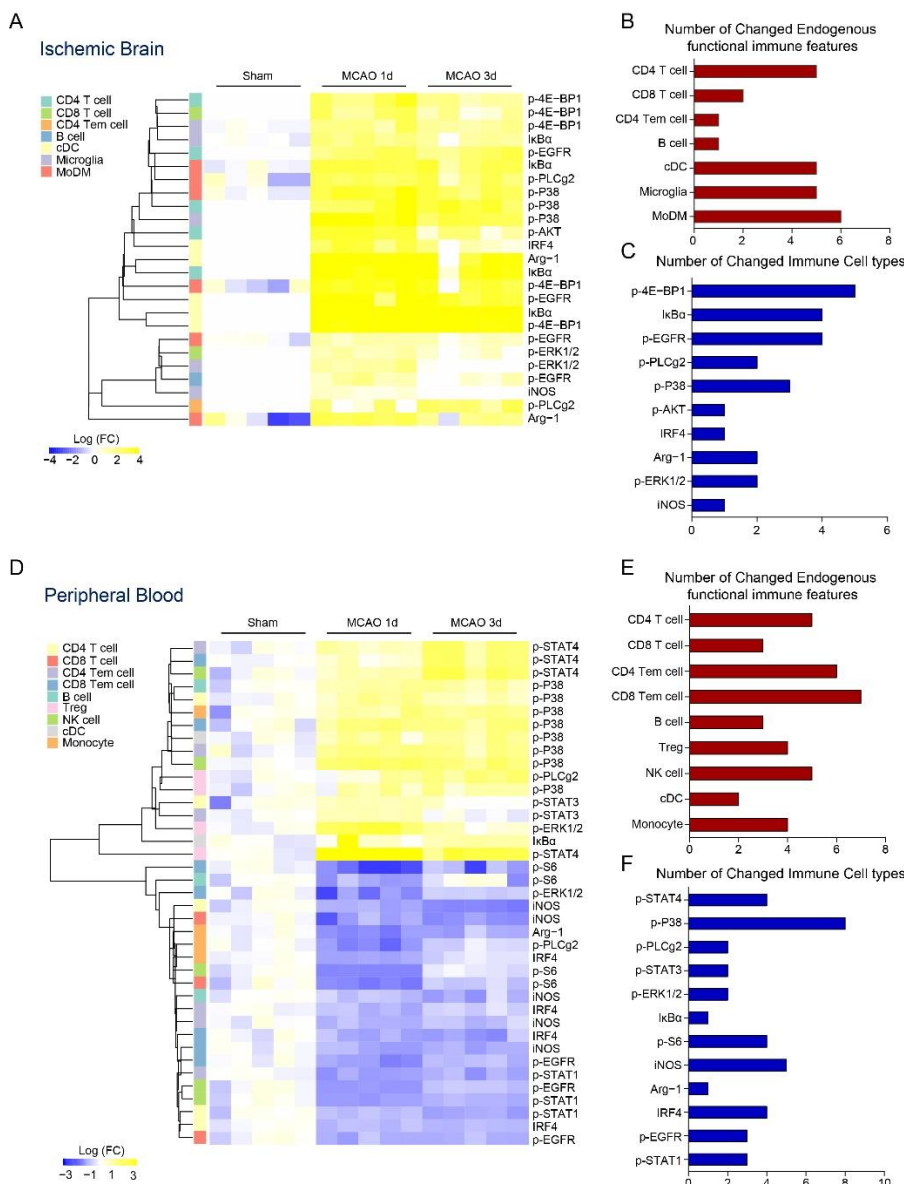 A
Ischemic Brain
Sham
MCAO 1d
MCAO 3d
CD4 T cell
CD8 T cell
CD4 Tem cell
B cell
cDC
Microglia
MoDM
p-4E-BP1
p-4E-BP1
p-4E-BP1
IκBα
p-EGFR
IκBα
p-PLCg2
p-P38
p-P38
p-P38
p-AKT
IRF4
Arg-1
IκBα
p-4E-BP1
p-EGFR
IκBα
p-4E-BP1
p-EGFR
p-ERK1/2
p-ERK1/2
p-EGFR
iNOS
p-PLCg2
Arg-1
Log (FC)
-4 -2 0 2 4
B
Number of Changed Endogenous
functional immune features
CD4 T cell
CD8 T cell
CD4 Tem cell
B cell
cDC
Microglia
MoDM
0 2 4 6 8
C
Number of Changed Immune Cell types
p-4E-BP1
IκBα
p-EGFR
p-PLCg2
p-P38
p-AKT
IRF4
Arg-1
p-ERK1/2
iNOS
0 2 4 6 8
D
Peripheral Blood
Sham
MCAO 1d
MCAO 3d
CD4 T cell
CD8 T cell
CD4 Tem cell
CD8 Tem cell
B cell
Treg
NK cell
cDC
Monocyte
p-STAT4
p-STAT4
p-STAT4
p-P38
p-P38
p-P38
p-P38
p-P38
p-P38
p-P38
p-PLCg2
p-P38
p-STAT3
p-STAT3
p-ERK1/2
IκBα
p-STAT4
p-S6
p-S6
p-ERK1/2
iNOS
iNOS
Arg-1
p-PLCg2
IRF4
p-S6
p-S6
iNOS
IRF4
iNOS
IRF4
iNOS
p-EGFR
p-STAT1
p-EGFR
p-STAT1
p-STAT1
IRF4
p-EGFR
Log (FC)
-3 -1 1 3
E
Number of Changed Endogenous
functional immune features
CD4 T cell
CD8 T cell
CD4 Tem cell
CD8 Tem cell
B cell
Treg
NK cell
cDC
Monocyte
0 2 4 6 8
F
Number of Changed Immune Cell types
p-STAT4
p-P38
p-PLCg2
p-STAT3
p-ERK1/2
IκBα
p-S6
iNOS
Arg-1
IRF4
p-EGFR
p-STAT1
0 2 4 6 8 10